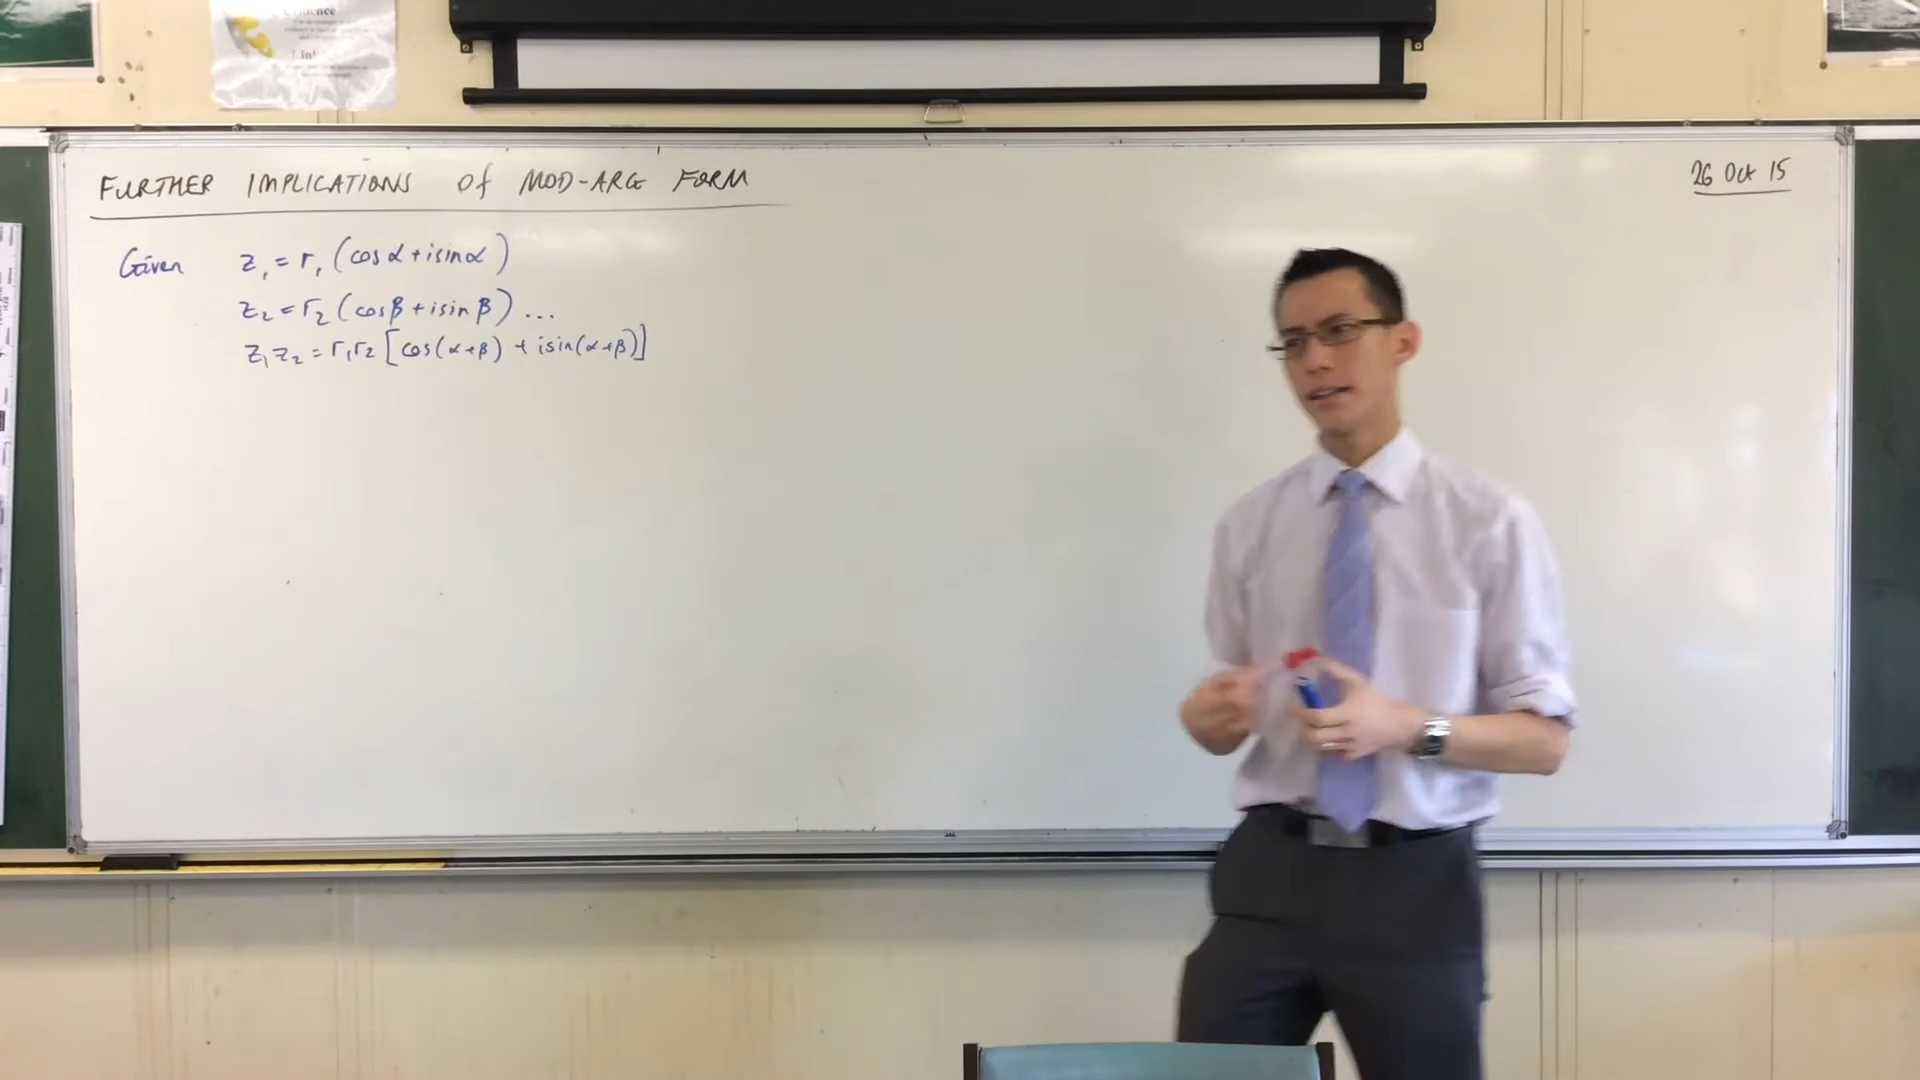 Evidence
FURTHER IMPLICATIONS of MOD-ARG FORM
26 Oct 15
Given z₁ = r₁ (cos α + i sin α)
z₂ = r₂ (cos β + i sin β) ...
z₁z₂ = r₁r₂ [cos(α+β) + i sin(α+β)]